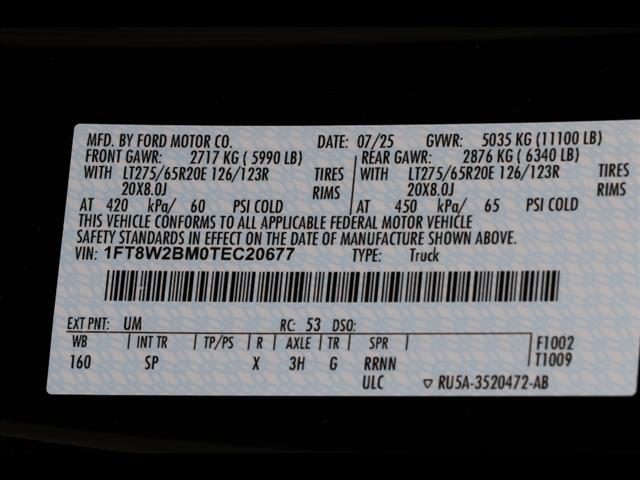 MFD. BY FORD MOTOR CO. DATE: 07/25 GVWR: 5035 KG (11100 LB)
FRONT GAWR: 2717 KG ( 5990 LB) REAR GAWR: 2876 KG ( 6340 LB)
WITH LT275/65R20E 126/123R TIRES WITH LT275/65R20E 126/123R TIRES
20X8.0J RIMS 20X8.0J RIMS
AT 420 kPa/ 60 PSI COLD AT 450 kPa/ 65 PSI COLD
THIS VEHICLE CONFORMS TO ALL APPLICABLE FEDERAL MOTOR VEHICLE
SAFETY STANDARDS IN EFFECT ON THE DATE OF MANUFACTURE SHOWN ABOVE.
VIN: 1FT8W2BM0TEC20677 TYPE: Truck
EXT PNT: UM RC: 53 DSO:
WB INT TR TP/PS R AXLE TR SPR F1002
160 SP X 3H G RRNN T1009
ULC ▽ RU5A-3520472-AB